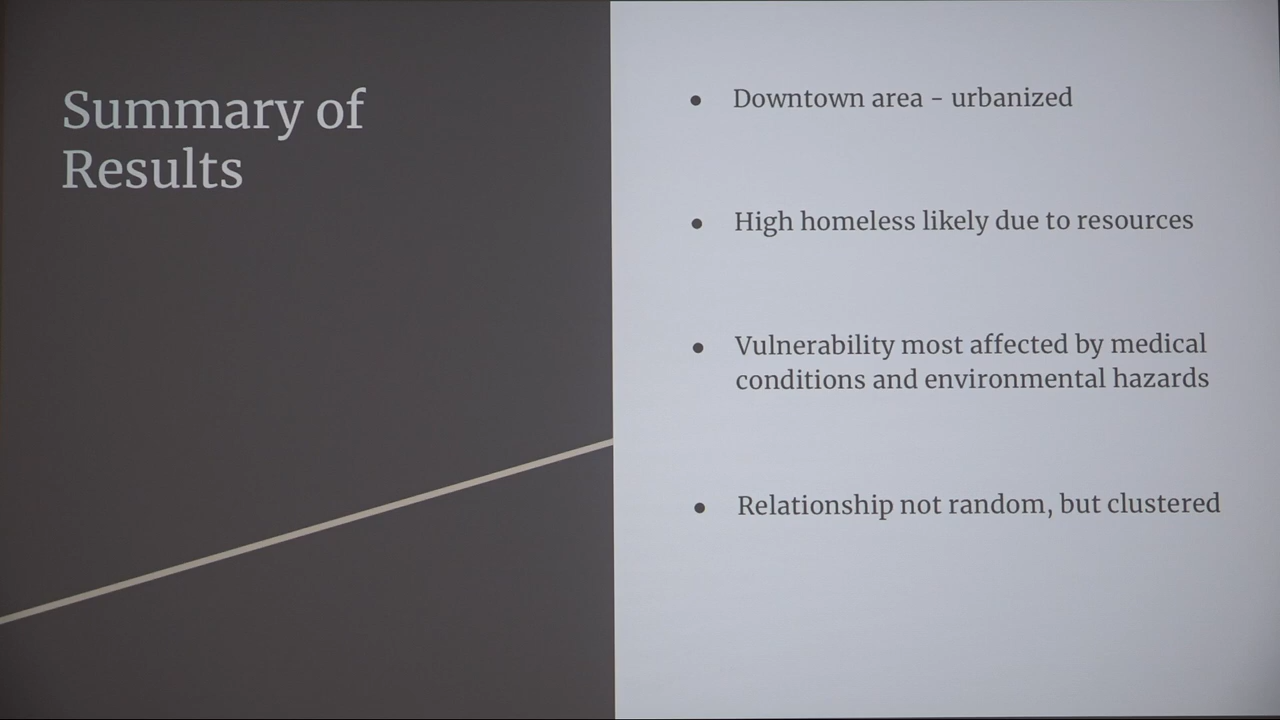 Summary of
Results
● Downtown area - urbanized
● High homeless likely due to resources
● Vulnerability most affected by medical
conditions and environmental hazards
● Relationship not random, but clustered